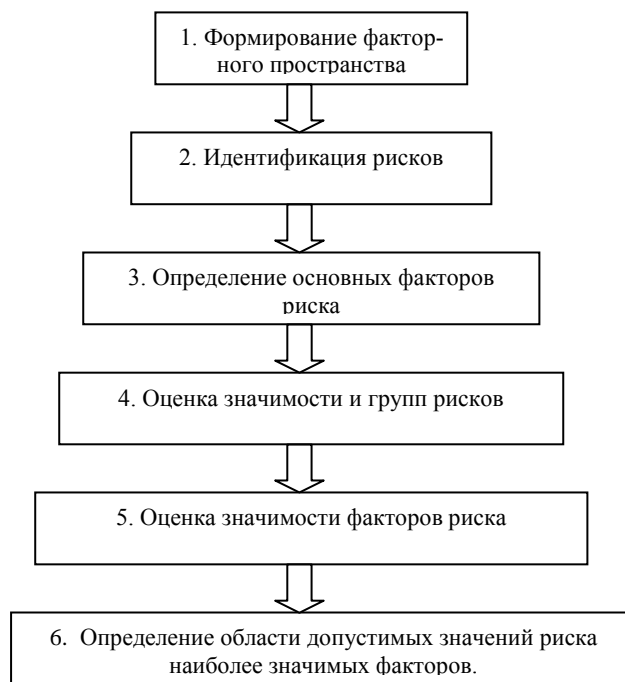 1. Формирование фактор-
ного пространства
2. Идентификация рисков
3. Определение основных факторов
риска
4. Оценка значимости и групп рисков
5. Оценка значимости факторов риска
6. Определение области допустимых значений риска
наиболее значимых факторов.